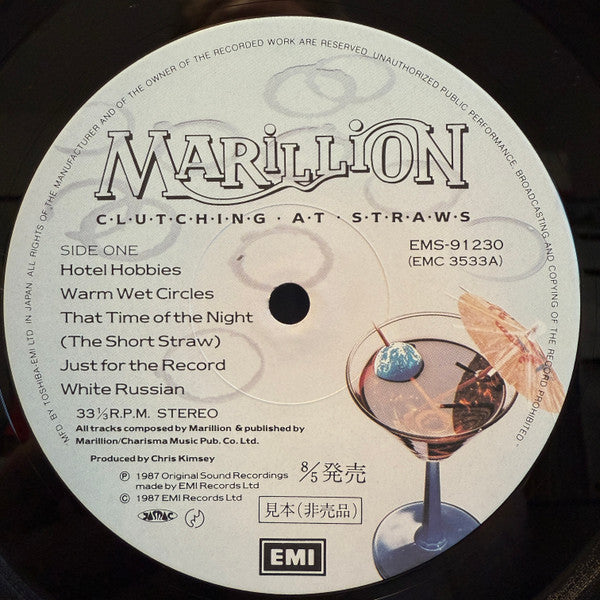 MFD BY TOSHIBA-EMI LTD. IN JAPAN. ALL RIGHTS OF THE MANUFACTURER AND OF THE OWNER OF THE RECORDED WORK ARE RESERVED. UNAUTHORIZED PUBLIC PERFORMANCE, BROADCASTING AND COPYING OF THE RECORD PROHIBITED.
MARILLION
C·L·U·T·C·H·I·N·G · A·T · S·T·R·A·W·S
SIDE ONE
EMS-91230
(EMC 3533A)
Hotel Hobbies
Warm Wet Circles
That Time of the Night
(The Short Straw)
Just for the Record
White Russian
33⅓R.P.M. STEREO
All tracks composed by Marillion & published by
Marillion/Charisma Music Pub. Co. Ltd.
Produced by Chris Kimsey
Ⓟ 1987 Original Sound Recordings
made by EMI Records Ltd
© 1987 EMI Records Ltd
8/5発売
見本(非売品)
JASRAC
EMI